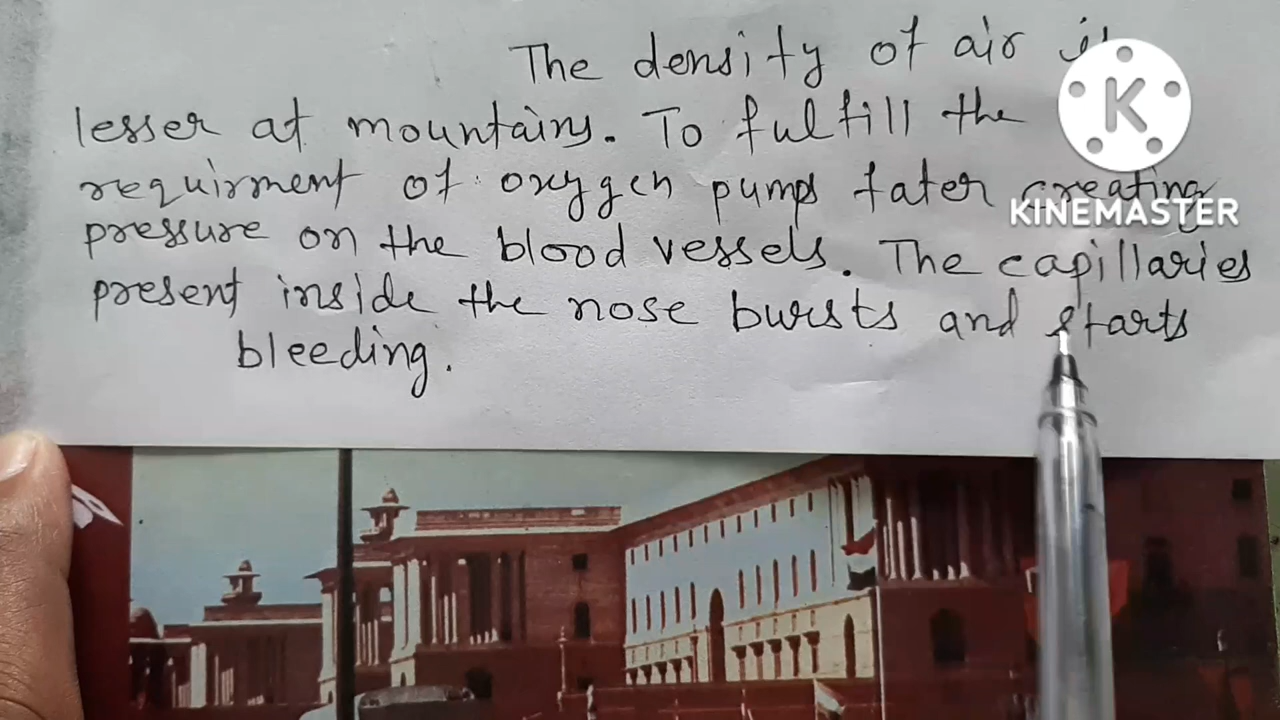 The density of air is
lesser at mountains. To fulfill the
requirment of oxygen pumps fater creating
pressure on the blood vessels. The capillaries
present inside the nose bursts and starts
bleeding.
K
KINEMASTER